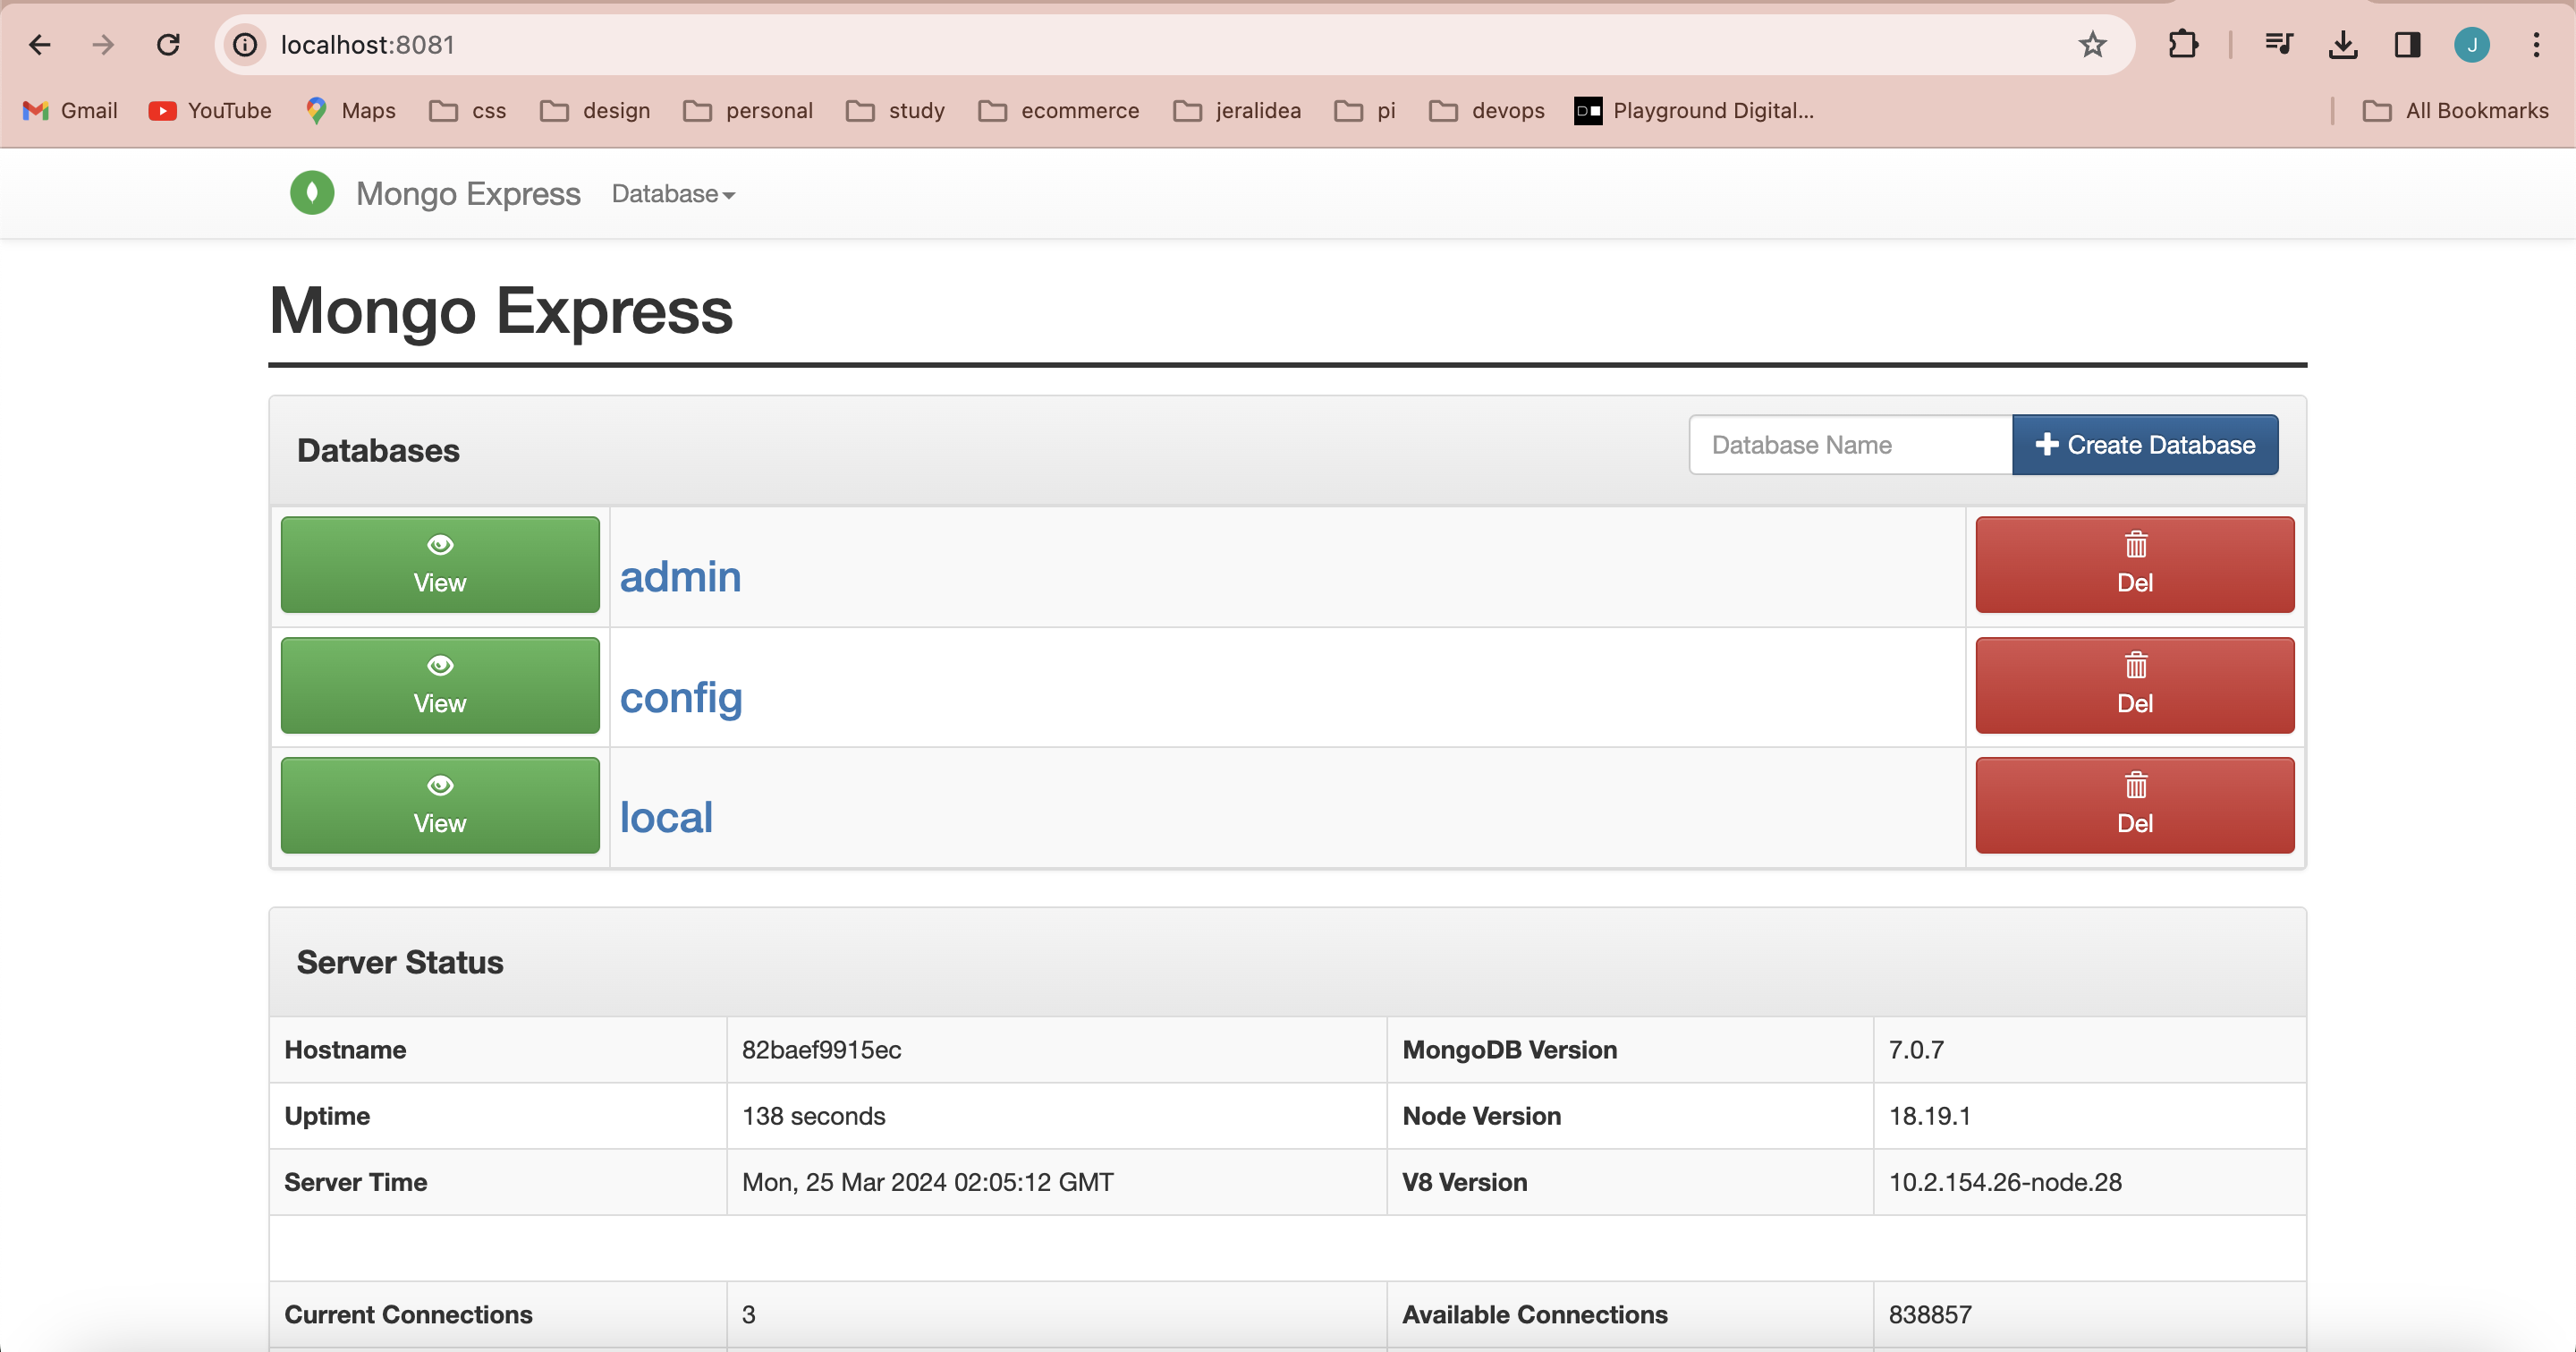 localhost:8081
J
Gmail YouTube Maps css design personal study ecommerce jeralidea pi devops Playground Digital... All Bookmarks
Mongo Express Database
Mongo Express
Databases Database Name Create Database
View admin Del
View config Del
View local Del
Server Status
Hostname 82baef9915ec MongoDB Version 7.0.7
Uptime 138 seconds Node Version 18.19.1
Server Time Mon, 25 Mar 2024 02:05:12 GMT V8 Version 10.2.154.26-node.28
Current Connections 3 Available Connections 838857